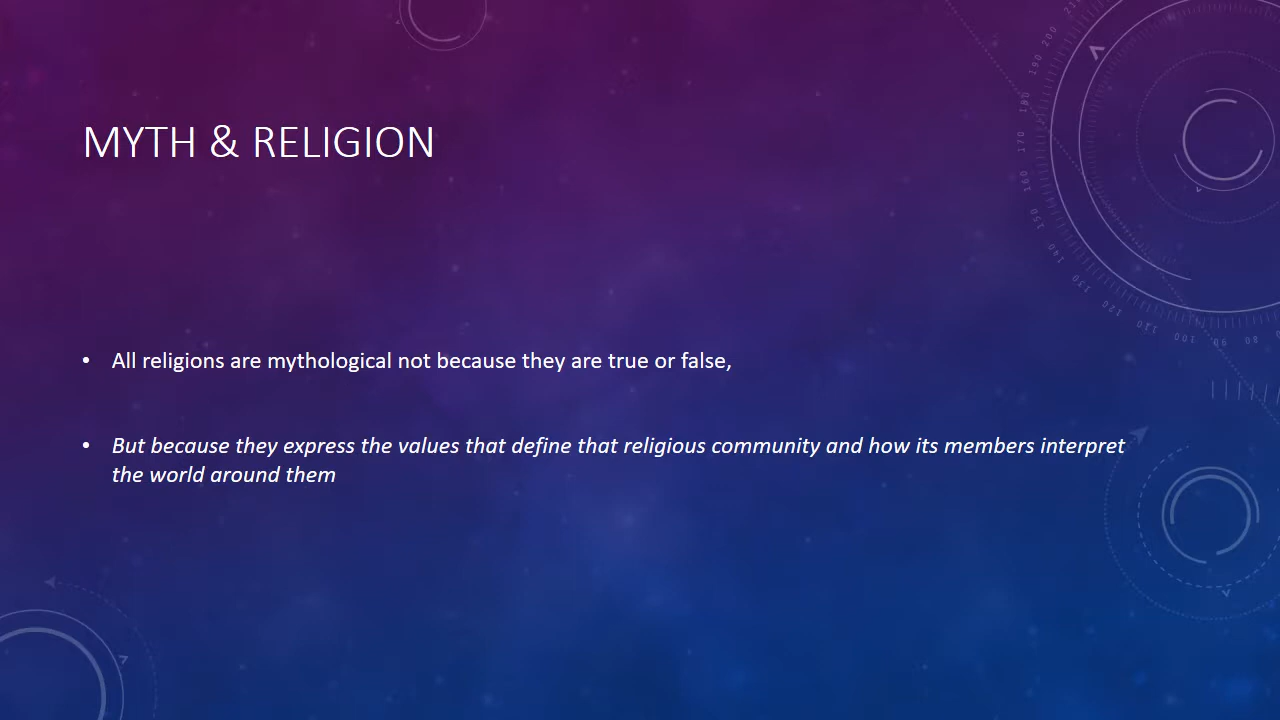 MYTH & RELIGION
• All religions are mythological not because they are true or false,
• But because they express the values that define that religious community and how its members interpret
the world around them